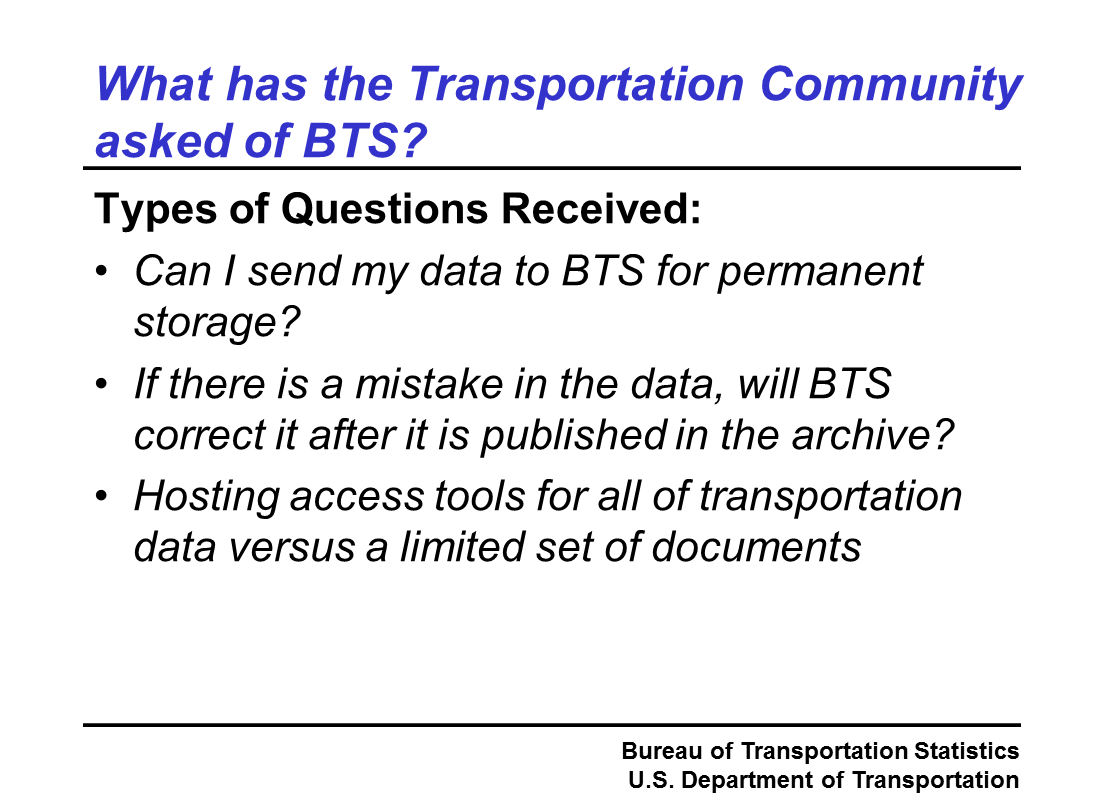 What has the Transportation Community
asked of BTS?
Types of Questions Received:
• Can I send my data to BTS for permanent
storage?
• If there is a mistake in the data, will BTS
correct it after it is published in the archive?
• Hosting access tools for all of transportation
data versus a limited set of documents
Bureau of Transportation Statistics
U.S. Department of Transportation